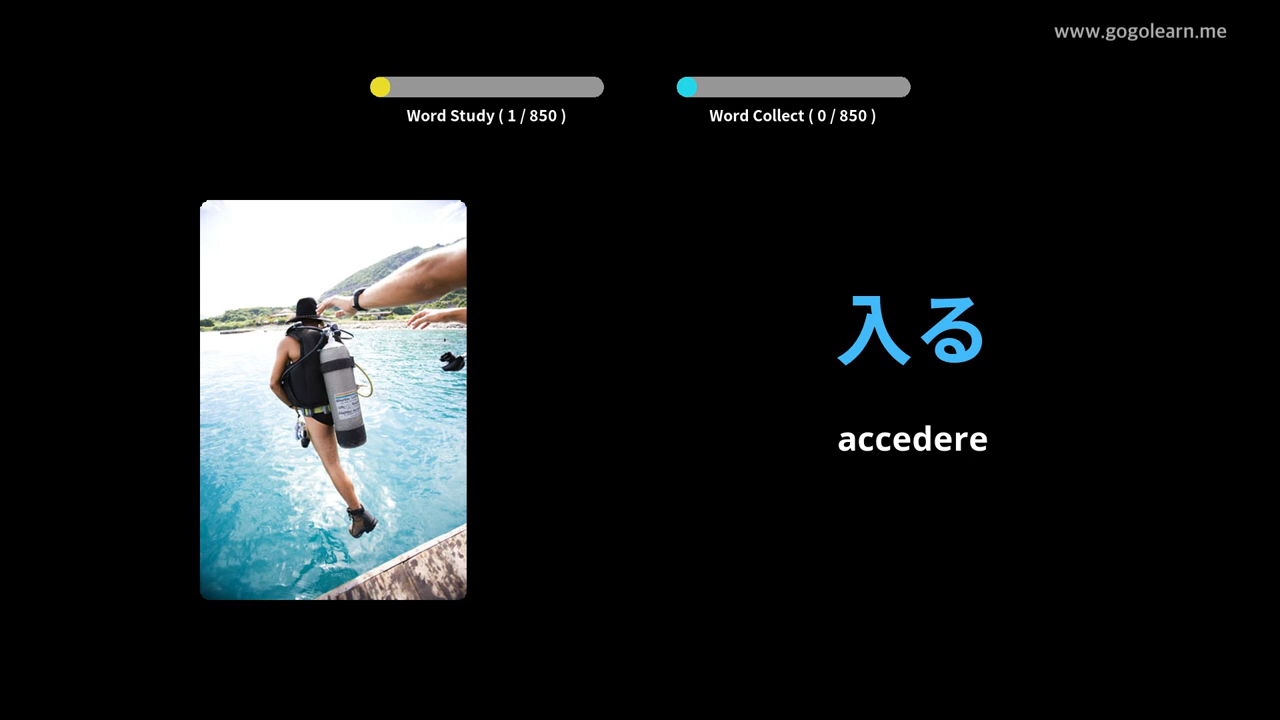 www.gogolearn.me
Word Study ( 1 / 850 )
Word Collect ( 0 / 850 )
入る
accedere